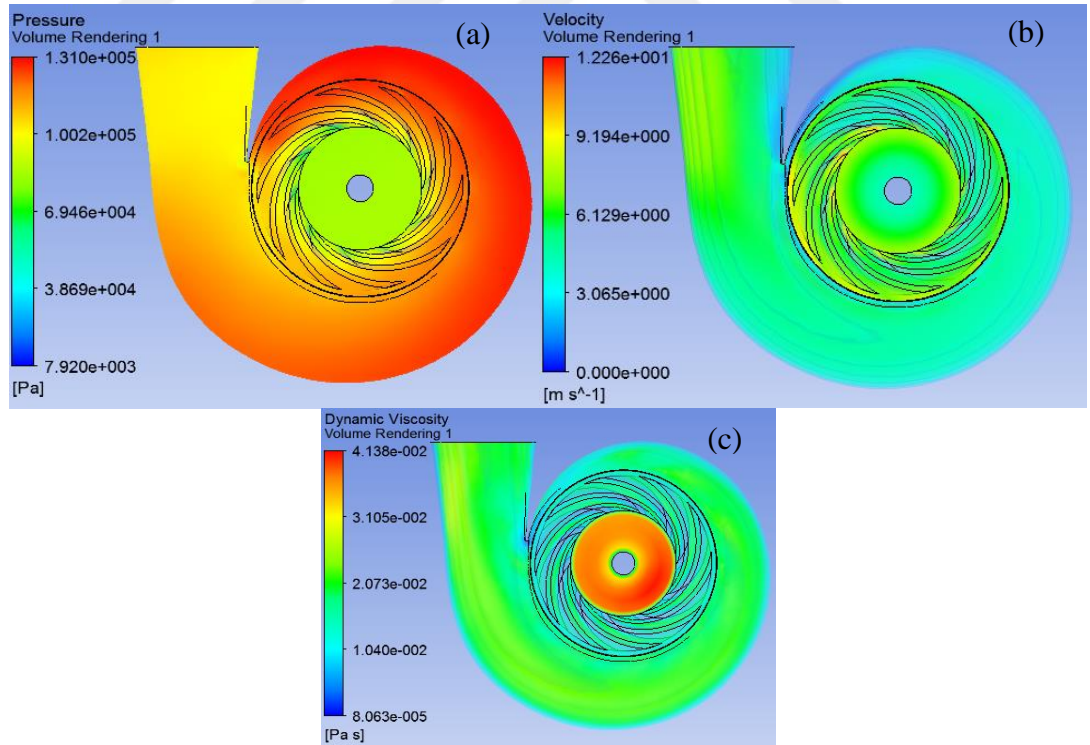 Pressure
Volume Rendering 1
(a)
1.310e+005
1.002e+005
6.946e+004
3.869e+004
7.920e+003
[Pa]
Velocity
Volume Rendering 1
(b)
1.226e+001
9.194e+000
6.129e+000
3.065e+000
0.000e+000
[m s^-1]
Dynamic Viscosity
Volume Rendering 1
(c)
4.138e-002
3.105e-002
2.073e-002
1.040e-002
8.063e-005
[Pa s]